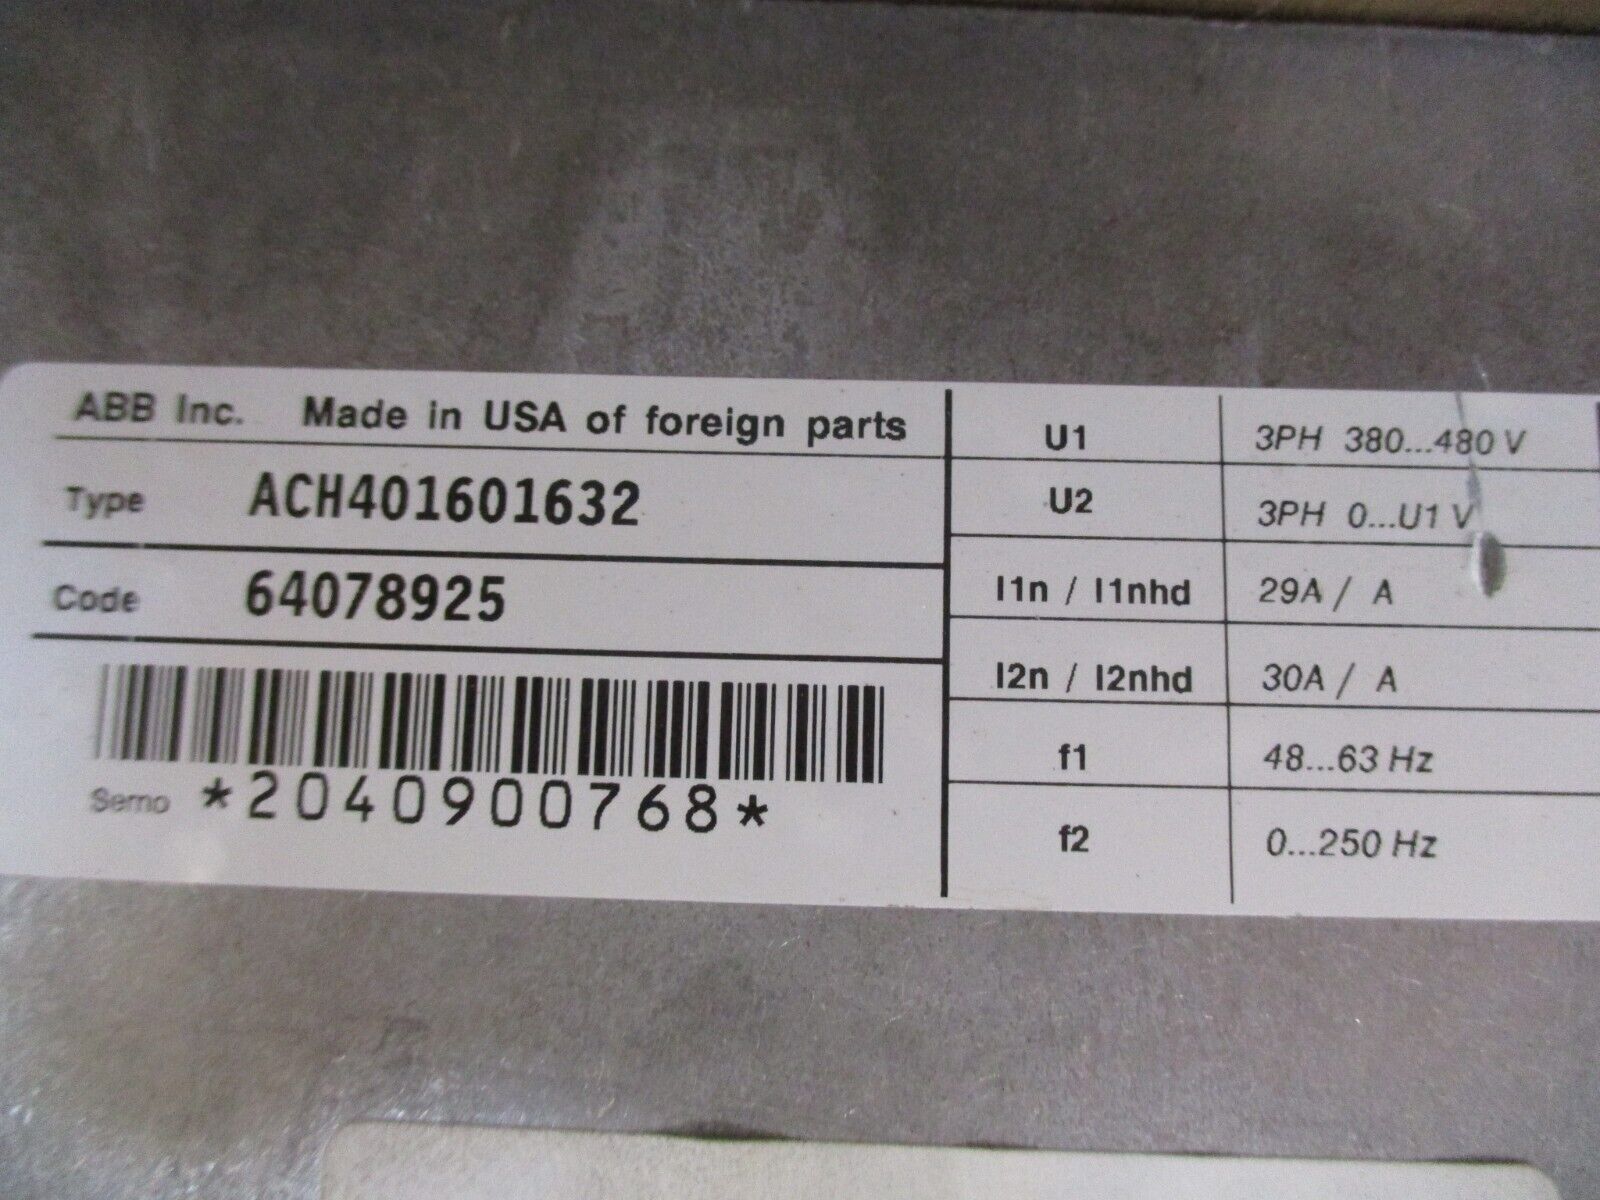 ABB Inc. Made in USA of foreign parts
Type ACH401601632
Code 64078925
Serno *2040900768*
U1 3PH 380...480 V
U2 3PH 0...U1 V
I1n / I1nhd 29A / A
I2n / I2nhd 30A / A
f1 48...63 Hz
f2 0...250 Hz